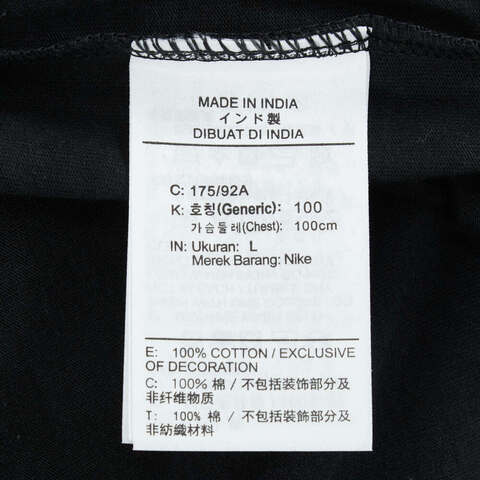 MADE IN INDIA
インド製
DIBUAT DI INDIA
C: 175/92A
K: 호칭(Generic): 100
가슴둘레(Chest): 100cm
IN: Ukuran: L
Merek Barang: Nike
E: 100% COTTON / EXCLUSIVE
OF DECORATION
C: 100% 棉 / 不包括装飾部分及
非纤维物质
T: 100% 棉 / 不包括裝飾部分及
非紡織材料